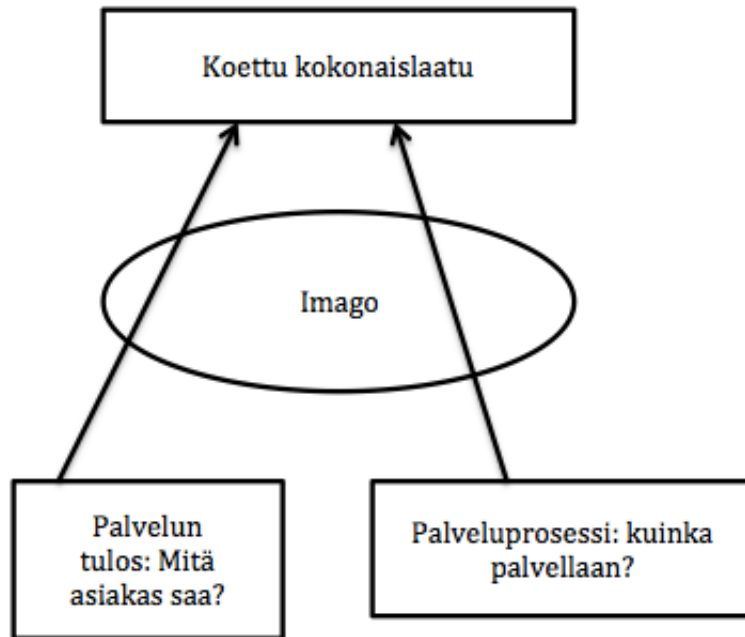 Koettu kokonaislaatu
Imago
Palvelun
tulos: Mitä
asiakas saa?
Palveluprosessi: kuinka
palvellaan?